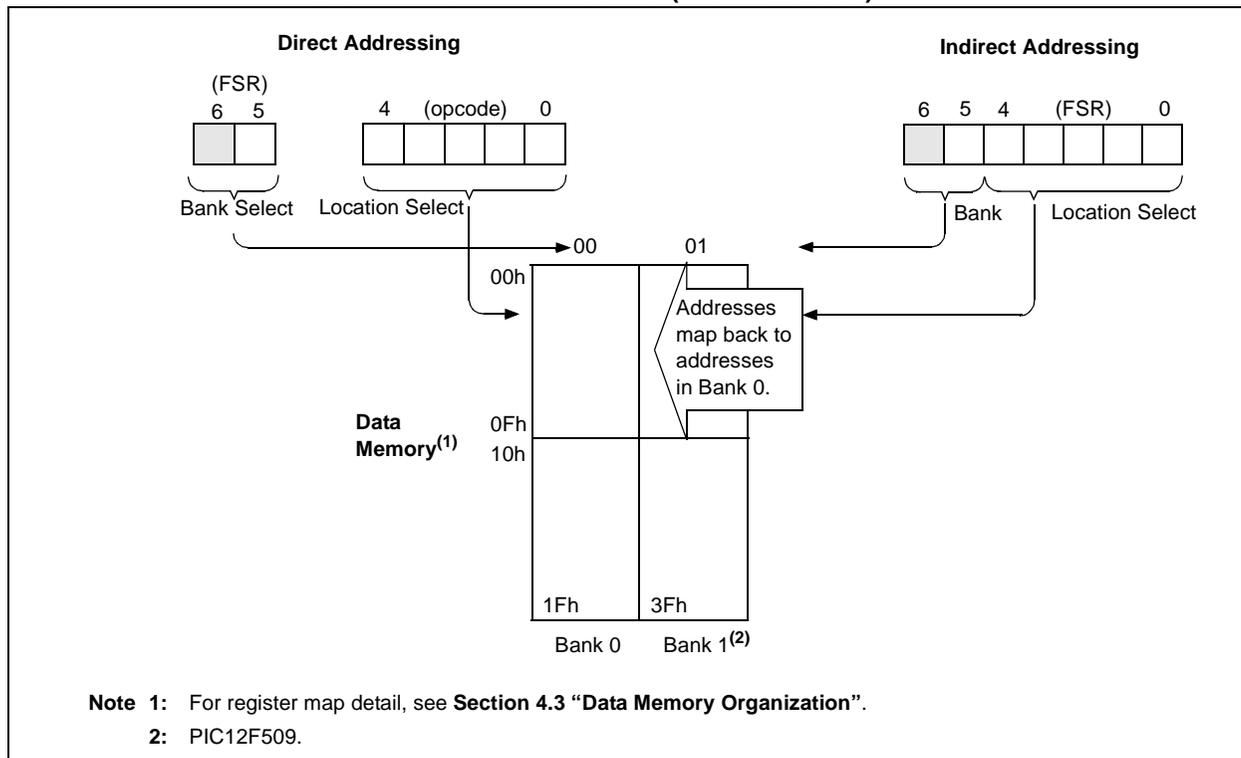 Direct Addressing
Indirect Addressing
(FSR)
6 5
4 (opcode) 0
6 5 4 (FSR) 0
Bank Select
Location Select
Bank
Location Select
00
01
00h
Addresses
map back to
addresses
in Bank 0.
Data
Memory(1)
0Fh
10h
1Fh
3Fh
Bank 0
Bank 1(2)
Note 1: For register map detail, see Section 4.3 “Data Memory Organization”.
2: PIC12F509.